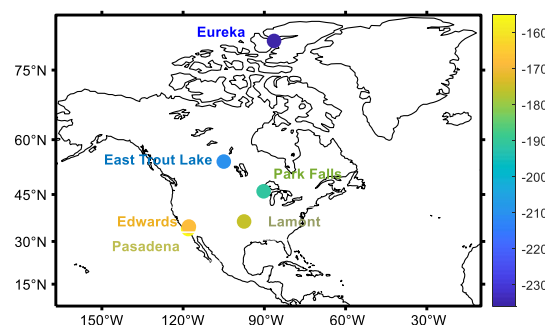 Eureka
-160
75°N
-170
-180
60°N
East Trout Lake
-190
Park Falls
-200
45°N
Edwards
Lamont
-210
Pasadena
30°N
-220
15°N
-230
150°W
120°W
90°W
60°W
30°W